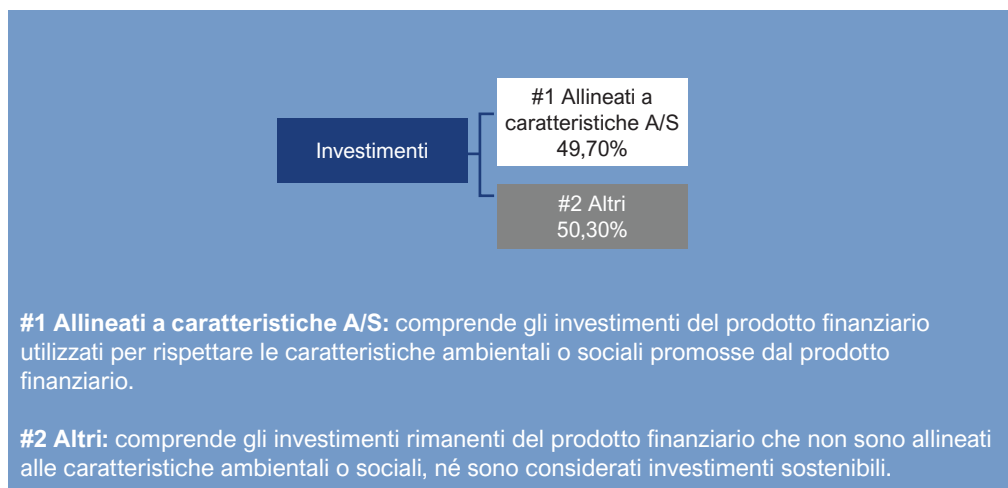 Investimenti
#1 Allineati a
caratteristiche A/S
49,70%
#2 Altri
50,30%
#1 Allineati a caratteristiche A/S: comprende gli investimenti del prodotto finanziario
utilizzati per rispettare le caratteristiche ambientali o sociali promosse dal prodotto
finanziario.
#2 Altri: comprende gli investimenti rimanenti del prodotto finanziario che non sono allineati
alle caratteristiche ambientali o sociali, né sono considerati investimenti sostenibili.